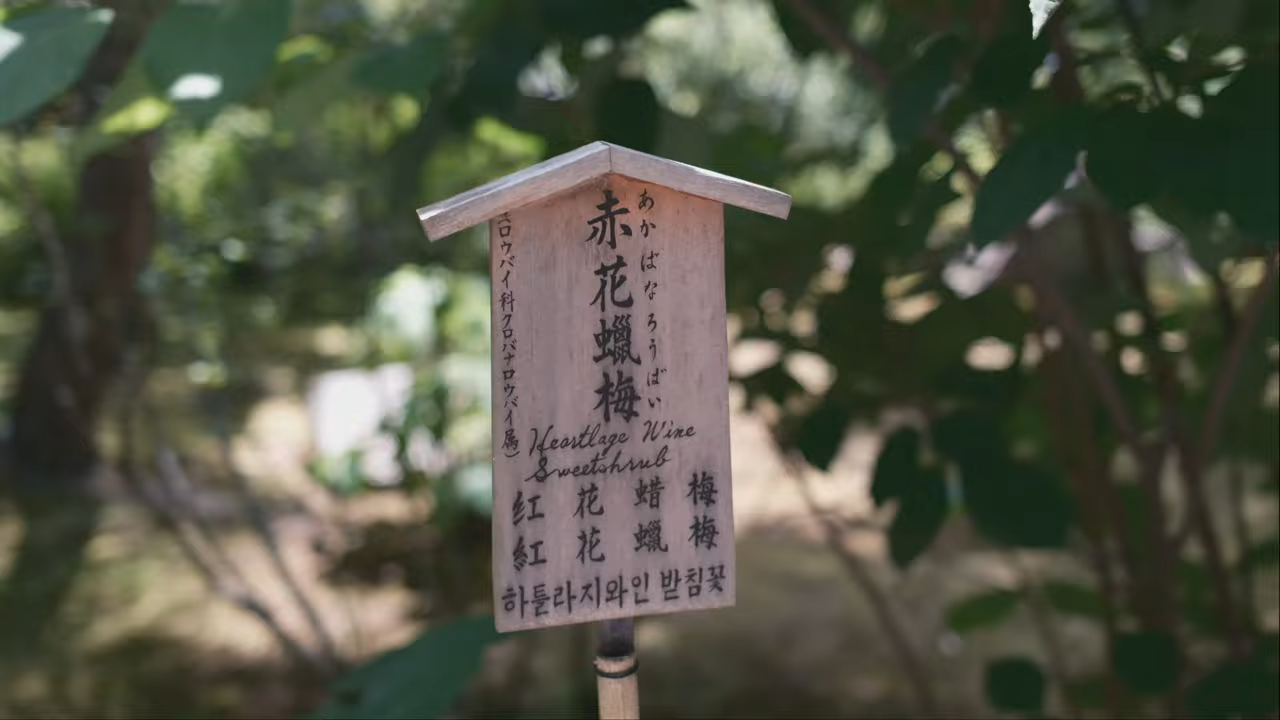 あかばなろうばい
赤花蠟梅
ロウバイ科クロバナロウバイ属）
Heartlage Wine
Sweetshrub
紅花蜡梅
紅花蠟梅
하틀라지와인 받침꽃